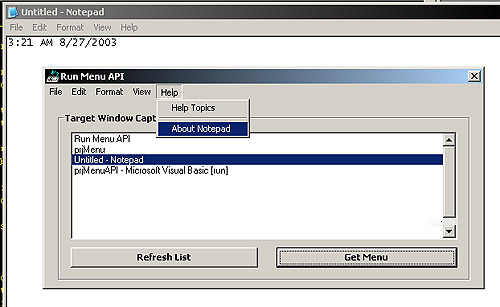 Untitled - Notepad
File Edit Format View Help
3:21 AM 8/27/2003
Run Menu API
File Edit Format View Help
Help Topics
About Notepad
Target Window Capt
Run Menu API
prjMenu
Untitled - Notepad
prjMenuAPI - Microsoft Visual Basic [run]
Refresh List
Get Menu